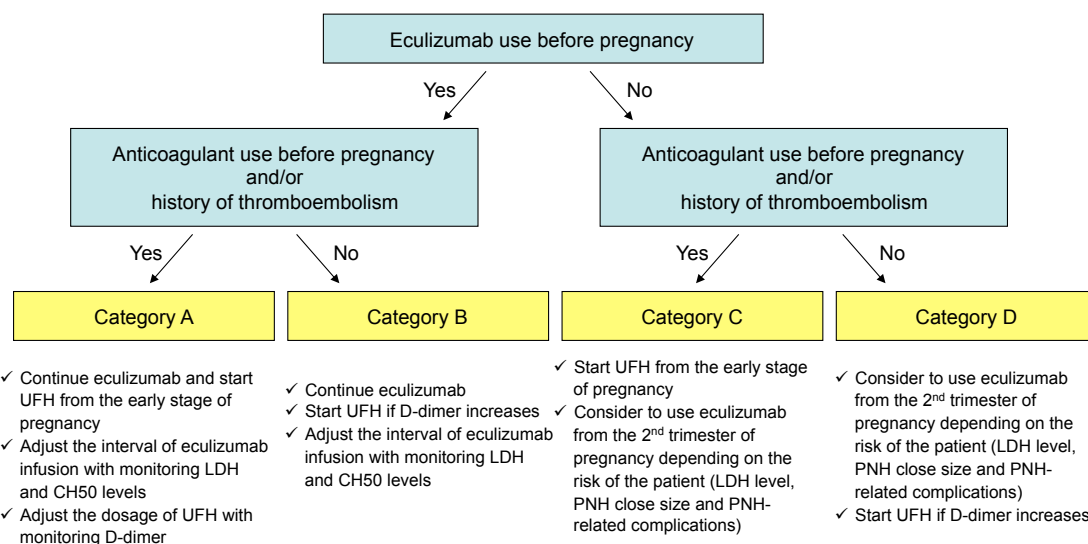 Eculizumab use before pregnancy
Yes
No
Anticoagulant use before pregnancy
and/or
history of thromboembolism
Anticoagulant use before pregnancy
and/or
history of thromboembolism
Yes
No
Yes
No
Category A
Category B
Category C
Category D
✓ Continue eculizumab and start
UFH from the early stage of
pregnancy
✓ Adjust the interval of eculizumab
infusion with monitoring LDH
and CH50 levels
✓ Adjust the dosage of UFH with
monitoring D-dimer
✓ Continue eculizumab
✓ Start UFH if D-dimer increases
✓ Adjust the interval of eculizumab
infusion with monitoring LDH
and CH50 levels
✓ Start UFH from the early stage
of pregnancy
✓ Consider to use eculizumab
from the 2nd trimester of
pregnancy depending on the
risk of the patient (LDH level,
PNH close size and PNH-
related complications)
✓ Consider to use eculizumab
from the 2nd trimester of
pregnancy depending on the
risk of the patient (LDH level,
PNH close size and PNH-
related complications)
✓ Start UFH if D-dimer increases